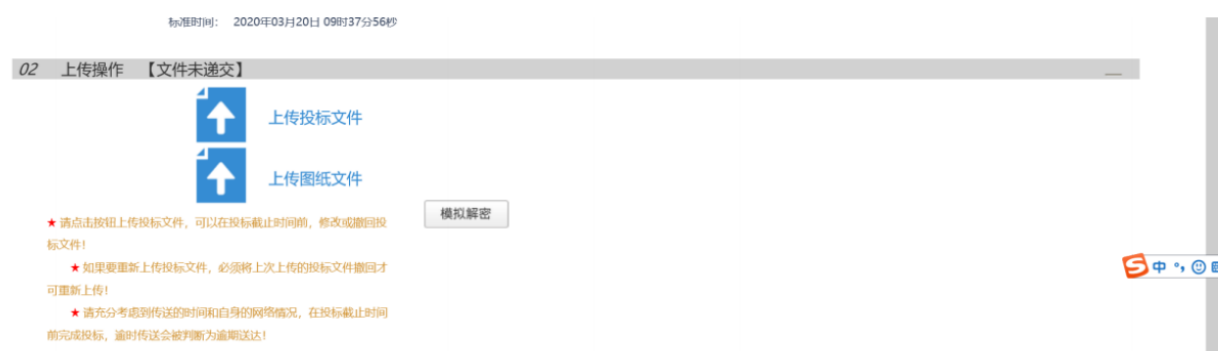 标准时间： 2020年03月20日 09时37分56秒
02 上传操作 【文件未递交】
上传投标文件
上传图纸文件
模拟解密
★ 请点击按钮上传投标文件，可以在投标截止时间前，修改或撤回投
标文件！
★ 如果要重新上传投标文件，必须将上次上传的投标文件撤回才
可重新上传！
★ 请充分考虑到传送的时间和自身的网络情况，在投标截止时间
前完成投标，逾时传送会被判断为逾期送达！
中